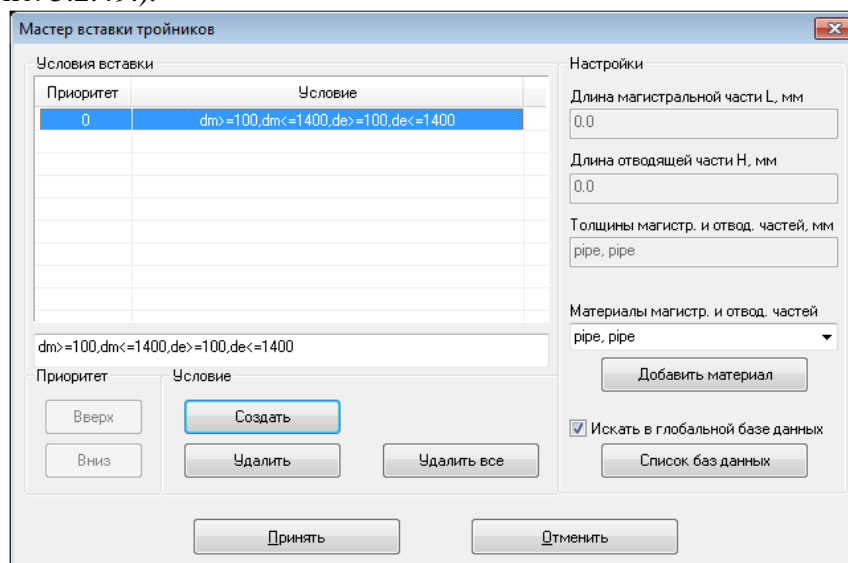 Мастер вставки тройников
Условия вставки
Приоритет Условие
0 dm>=100,dm<=1400,de>=100,de<=1400
dm>=100,dm<=1400,de>=100,de<=1400
Приоритет Условие
Вверх Создать
Вниз Удалить Удалить все
Настройки
Длина магистральной части L, мм
0.0
Длина отводящей части H, мм
0.0
Толщины магистр. и отвод. частей, мм
pipe, pipe
Материалы магистр. и отвод. частей
pipe, pipe
Добавить материал
Искать в глобальной базе данных
Список баз данных
Принять Отменить